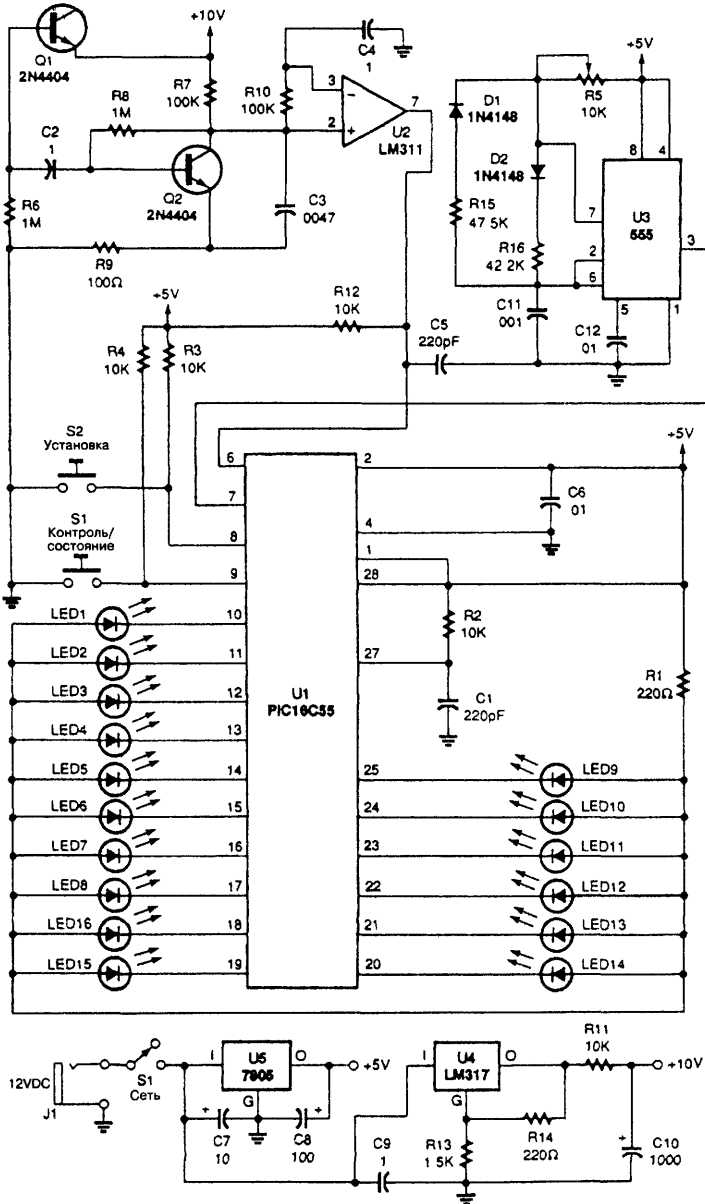 +10V
Q1
2N4404
R7
100K
R8
1M
C2
1
R6
1M
Q2
2N4404
R9
100Ω
R10
100K
C4
1
3
2
7
U2
LM311
C3
0047
+5V
D1
1N4148
R5
10K
D2
1N4148
8
4
R15
47 5K
7
U3
555
3
2
R16
42 2K
6
C11
001
5
1
C12
01
+5V
R12
10K
C5
220pF
R4
10K
R3
10K
S2
Установка
S1
Контроль/
состояние
6
7
8
9
2
4
1
28
27
+5V
C6
01
R2
10K
C1
220pF
R1
220Ω
U1
PIC16C55
LED1
10
LED2
11
LED3
12
LED4
13
LED5
14
25
LED9
LED6
15
24
LED10
LED7
16
23
LED11
LED8
17
22
LED12
LED16
18
21
LED13
LED15
19
20
LED14
12VDC
J1
S1
Сеть
I
U5
7805
O
+5V
G
C7
10
C8
100
I
U4
LM317
O
G
R11
10K
+10V
C9
1
R13
1 5K
R14
220Ω
C10
1000